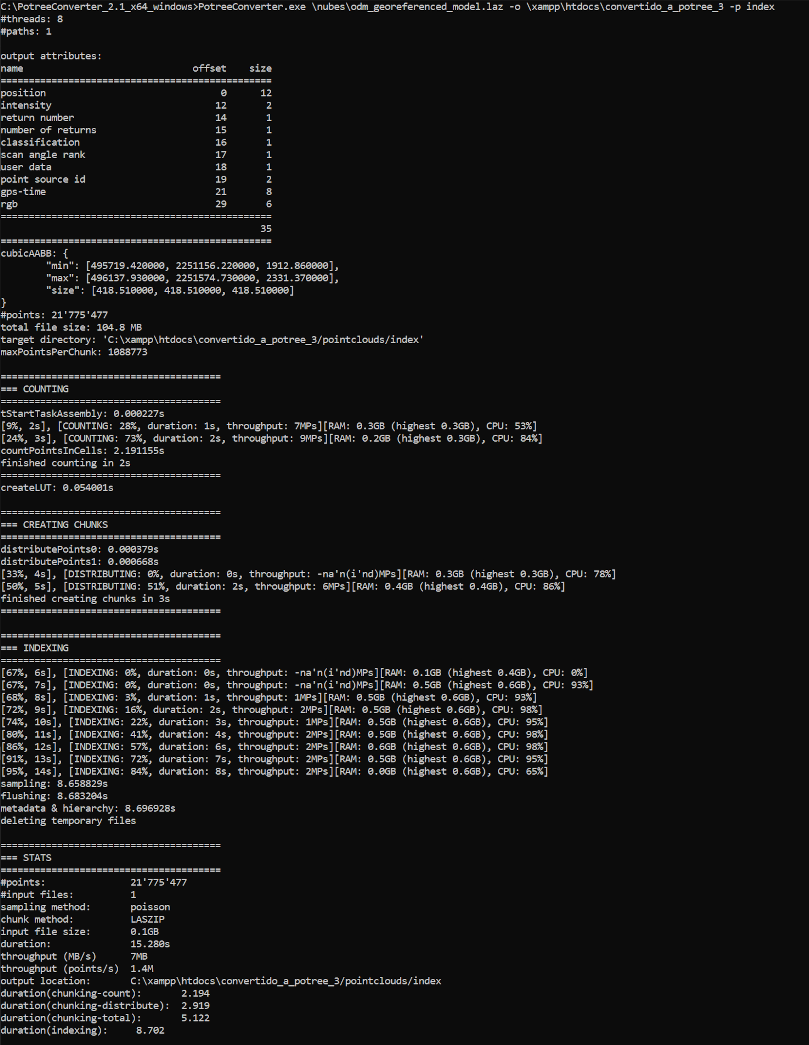 C:\PotreeConverter_2.1_x64_windows>PotreeConverter.exe \nubes\odm_georeferenced_model.laz -o \xampp\htdocs\convertido_a_potree_3 -p index
#threads: 8
#paths: 1

output attributes:
name                           offset    size
=============================================
position                            0      12
intensity                          12       2
return number                      14       1
number of returns                  15       1
classification                     16       1
scan angle rank                    17       1
user data                          18       1
point source id                    19       2
gps-time                           21       8
rgb                                29       6
=============================================
                                           35
=============================================
cubicAABB: {
        "min": [495719.420000, 2251156.220000, 1912.860000],
        "max": [496137.930000, 2251574.730000, 2331.370000],
        "size": [418.510000, 418.510000, 418.510000]
}
#points: 21'775'477
total file size: 104.8 MB
target directory: 'C:\xampp\htdocs\convertido_a_potree_3/pointclouds/index'
maxPointsPerChunk: 1088773

=======================================
=== COUNTING
=======================================
tStartTaskAssembly: 0.000227s
[9%, 2s], [COUNTING: 28%, duration: 1s, throughput: 7MPs][RAM: 0.3GB (highest 0.3GB), CPU: 53%]
[24%, 3s], [COUNTING: 73%, duration: 2s, throughput: 9MPs][RAM: 0.2GB (highest 0.3GB), CPU: 84%]
countPointsInCells: 2.191155s
finished counting in 2s
=======================================
createLUT: 0.054001s

=======================================
=== CREATING CHUNKS
=======================================
distributePoints0: 0.000379s
distributePoints1: 0.000668s
[33%, 4s], [DISTRIBUTING: 0%, duration: 0s, throughput: -na'n(i'nd)MPs][RAM: 0.3GB (highest 0.3GB), CPU: 78%]
[50%, 5s], [DISTRIBUTING: 51%, duration: 2s, throughput: 6MPs][RAM: 0.4GB (highest 0.4GB), CPU: 86%]
finished creating chunks in 3s
=======================================

=======================================
=== INDEXING
=======================================
[67%, 6s], [INDEXING: 0%, duration: 0s, throughput: -na'n(i'nd)MPs][RAM: 0.1GB (highest 0.4GB), CPU: 0%]
[67%, 7s], [INDEXING: 0%, duration: 0s, throughput: -na'n(i'nd)MPs][RAM: 0.5GB (highest 0.6GB), CPU: 93%]
[68%, 8s], [INDEXING: 3%, duration: 1s, throughput: 1MPs][RAM: 0.5GB (highest 0.6GB), CPU: 93%]
[72%, 9s], [INDEXING: 16%, duration: 2s, throughput: 2MPs][RAM: 0.5GB (highest 0.6GB), CPU: 98%]
[74%, 10s], [INDEXING: 22%, duration: 3s, throughput: 1MPs][RAM: 0.5GB (highest 0.6GB), CPU: 95%]
[80%, 11s], [INDEXING: 41%, duration: 4s, throughput: 2MPs][RAM: 0.5GB (highest 0.6GB), CPU: 98%]
[86%, 12s], [INDEXING: 57%, duration: 6s, throughput: 2MPs][RAM: 0.6GB (highest 0.6GB), CPU: 98%]
[91%, 13s], [INDEXING: 72%, duration: 7s, throughput: 2MPs][RAM: 0.5GB (highest 0.6GB), CPU: 95%]
[95%, 14s], [INDEXING: 84%, duration: 8s, throughput: 2MPs][RAM: 0.0GB (highest 0.6GB), CPU: 65%]
sampling: 8.658829s
flushing: 8.683204s
metadata & hierarchy: 8.696928s
deleting temporary files

=======================================
=== STATS
=======================================
#points:               21'775'477
#input files:          1
sampling method:       poisson
chunk method:          LASZIP
input file size:       0.1GB
duration:              15.280s
throughput (MB/s)      7MB
throughput (points/s)  1.4M
output location:       C:\xampp\htdocs\convertido_a_potree_3/pointclouds/index
duration(chunking-count):       2.194
duration(chunking-distribute):  2.919
duration(chunking-total):       5.122
duration(indexing):     8.702